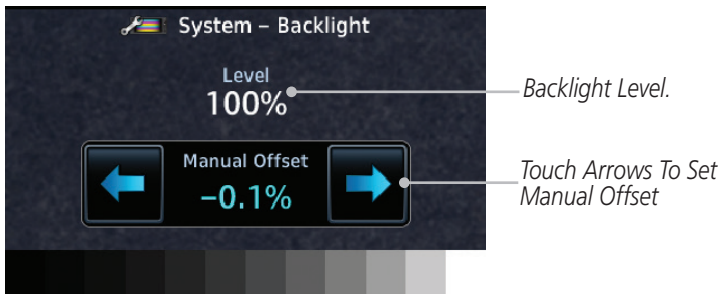 System – Backlight
Level
100%
Backlight Level.
Manual Offset
–0.1%
Touch Arrows To Set
Manual Offset